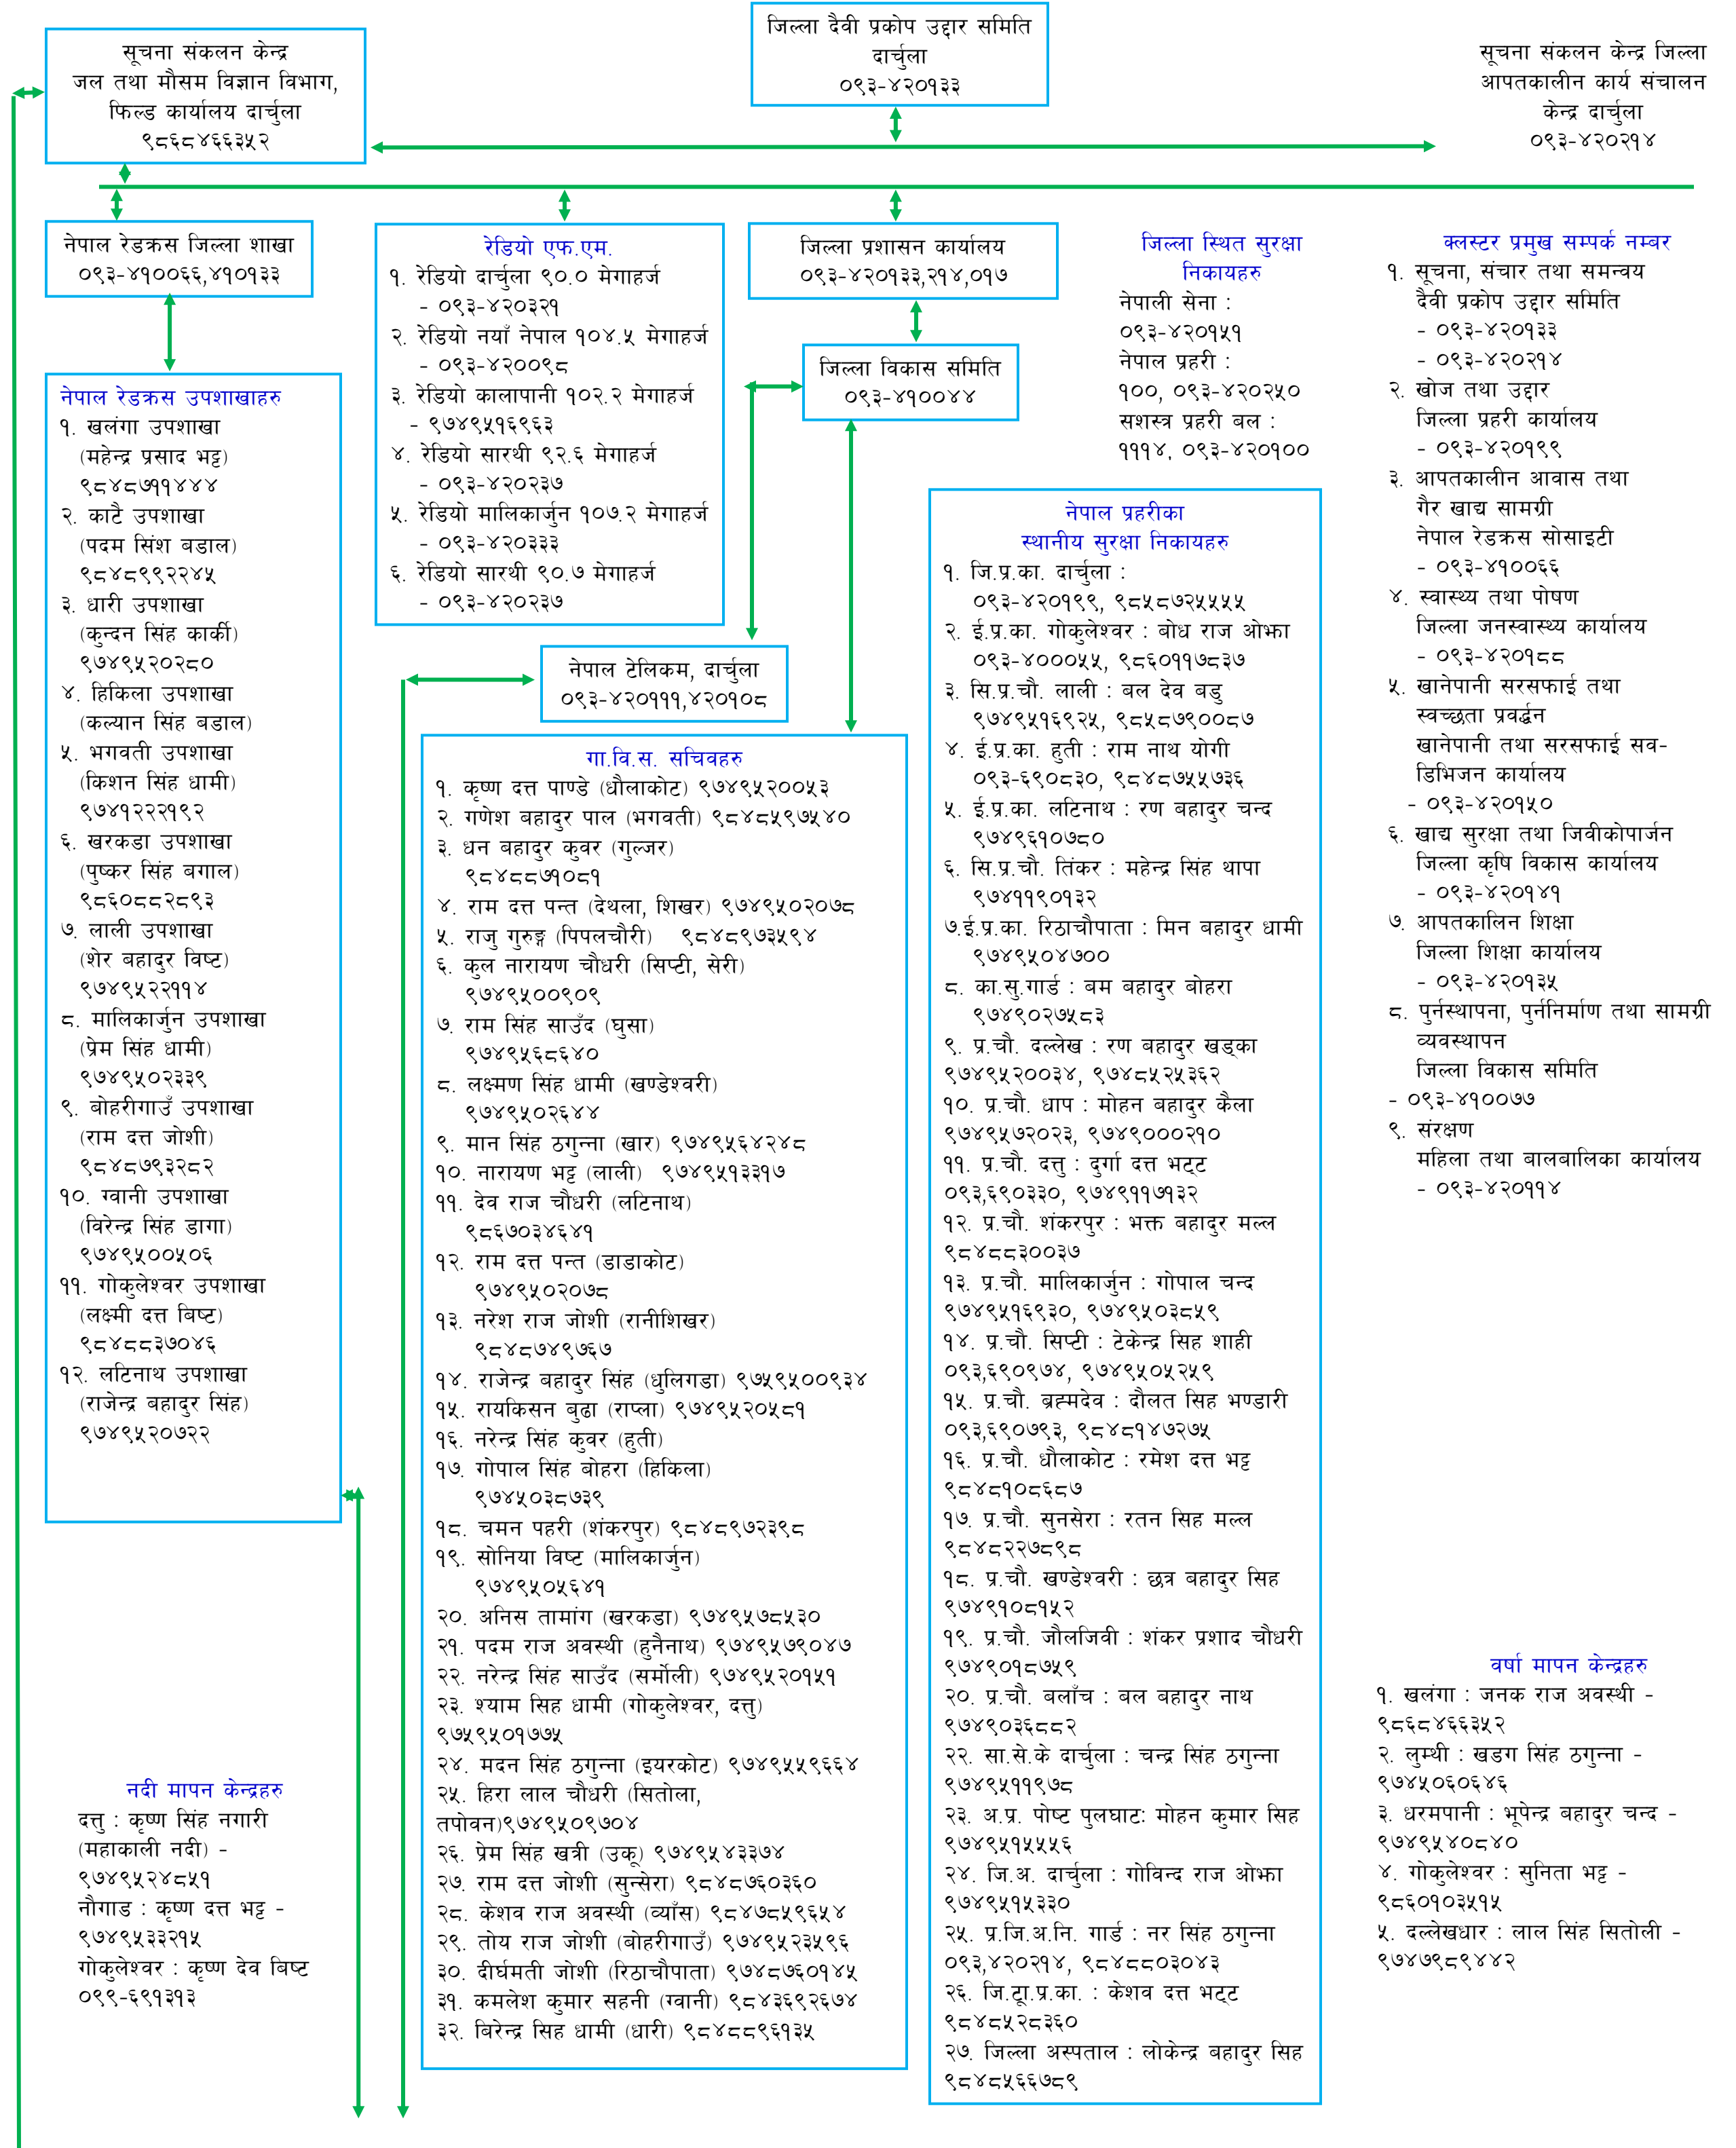 सूचना संकलन केन्द्र
जल तथा मौसम विज्ञान विभाग,
फिल्ड कार्यालय दार्चुला
९८६८४६६३५२
जिल्ला दैवी प्रकोप उद्दार समिति
दार्चुला
०९३-४२०१३३
सूचना संकलन केन्द्र जिल्ला
आपतकालीन कार्य संचालन
केन्द्र दार्चुला
०९३-४२०२१४
नेपाल रेडक्रस जिल्ला शाखा
०९३-४१००६६,४१०१३३
नेपाल रेडक्रस उपशाखाहरु
१. खलंगा उपशाखा
(महेन्द्र प्रसाद भट्ट)
९८४८७११४४४
२. काटै उपशाखा
(पदम सिंश बडाल)
९८४८९९२२४५
३. धारी उपशाखा
(कुन्दन सिंह कार्की)
९७४९५२०२८०
४. हिकिला उपशाखा
(कल्यान सिंह बडाल)
५. भगवती उपशाखा
(किशन सिंह धामी)
९७४१२२२१९२
६. खरकडा उपशाखा
(पुष्कर सिंह बगाल)
९८६०८८२८९३
७. लाली उपशाखा
(शेर बहादुर विष्ट)
९७४९५२२११४
८. मालिकार्जुन उपशाखा
(प्रेम सिंह धामी)
९७४९५०२३३९
९. बोहरीगाउँ उपशाखा
(राम दत्त जोशी)
९८४८७९३२८२
१०. ग्वानी उपशाखा
(विरेन्द्र सिंह डागा)
९७४९५००५०६
११. गोकुलेश्वर उपशाखा
(लक्ष्मी दत्त बिष्ट)
९८४८८३७०४६
१२. लटिनाथ उपशाखा
(राजेन्द्र बहादुर सिंह)
९७४९५२०७२२
रेडियो एफ.एम.
१. रेडियो दार्चुला ९०.० मेगाहर्ज
- ०९३-४२०३२१
२. रेडियो नयाँ नेपाल १०४.५ मेगाहर्ज
- ०९३-४२००९८
३. रेडियो कालापानी १०२.२ मेगाहर्ज
- ९७४९५१६९६३
४. रेडियो सारथी ९२.६ मेगाहर्ज
- ०९३-४२०२३७
५. रेडियो मालिकार्जुन १०७.२ मेगाहर्ज
- ०९३-४२०३३३
६. रेडियो सारथी ९०.७ मेगाहर्ज
- ०९३-४२०२३७
जिल्ला प्रशासन कार्यालय
०९३-४२०१३३,२१४,०१७
जिल्ला विकास समिति
०९३-४१००४४
नेपाल टेलिकम, दार्चुला
०९३-४२०१११,४२०१०८
गा.वि.स. सचिवहरु
१. कृष्ण दत्त पाण्डे (धौलाकोट) ९७४९५२००५३
२. गणेश बहादुर पाल (भगवती) ९८४८५९७५४०
३. धन बहादुर कुवर (गुल्जर)
९८४८८७१०८१
४. राम दत्त पन्त (देथला, शिखर) ९७४९५०२०७८
५. राजु गुरुङ्ग (पिपलचौरी) ९८४८९७३५९४
६. कुल नारायण चौधरी (सिप्टी, सेरी)
९७४९५००९०९
७. राम सिंह साउँद (घुसा)
९७४९५६८६४०
८. लक्ष्मण सिंह धामी (खण्डेश्वरी)
९७४९५०२६४४
९. मान सिंह ठगुन्ना (खार) ९७४९५६४२४८
१०. नारायण भट्ट (लाली) ९७४९५१३३१७
११. देव राज चौधरी (लटिनाथ)
९८६७०३४६४१
१२. राम दत्त पन्त (डाडाकोट)
९७४९५०२०७८
१३. नरेश राज जोशी (रानीशिखर)
९८४८७४९७६७
१४. राजेन्द्र बहादुर सिंह (धुलिगडा) ९७५९५००९३४
१५. रायकिसन बुढा (राप्ला) ९७४९५२०५८१
१६. नरेन्द्र सिंह कुवर (हुती)
१७. गोपाल सिंह बोहरा (हिकिला)
९७४५०३८७३९
१८. चमन पहरी (शंकरपुर) ९८४८९७२३९८
१९. सोनिया विष्ट (मालिकार्जुन)
९७४९५०५६४१
२०. अनिस तामांग (खरकडा) ९७४९५७८५३०
२१. पदम राज अवस्थी (हुनैनाथ) ९७४९५७९०४७
२२. नरेन्द्र सिंह साउँद (सर्मोली) ९७४९५२०१५१
२३. श्याम सिह धामी (गोकुलेश्वर, दत्तु)
९७५९५०१७७५
२४. मदन सिंह ठगुन्ना (इयरकोट) ९७४९५५९६६४
२५. हिरा लाल चौधरी (सितोला,
तपोवन)९७४९५०९७०४
२६. प्रेम सिंह खत्री (उकू) ९७४९५४३३७४
२७. राम दत्त जोशी (सुन्सेरा) ९८४८७६०३६०
२८. केशव राज अवस्थी (व्याँस) ९८४७८५९६५४
२९. तोय राज जोशी (बोहरीगाउँ) ९७४९५२३५९६
३०. दीर्घमती जोशी (रिठाचौपाता) ९७४८७६०१४५
३१. कमलेश कुमार सहनी (ग्वानी) ९८४३६९२६७४
३२. बिरेन्द्र सिह धामी (धारी) ९८४८८९६१३५
जिल्ला स्थित सुरक्षा
निकायहरु
नेपाली सेना :
०९३-४२०१५१
नेपाल प्रहरी :
१००, ०९३-४२०२५०
सशस्त्र प्रहरी बल :
१११४, ०९३-४२०१००
नेपाल प्रहरीका
स्थानीय सुरक्षा निकायहरु
१. जि.प्र.का. दार्चुला :
०९३-४२०१९९, ९८५८७२५५५५
२. ई.प्र.का. गोकुलेश्वर : बोध राज ओझा
०९३-४०००५५, ९८६०११७८३७
३. सि.प्र.चौ. लाली : बल देव बडु
९७४९५१६९२५, ९८५८७९००८७
४. ई.प्र.का. हुती : राम नाथ योगी
०९३-६९०८३०, ९८४८७५५७३६
५. ई.प्र.का. लटिनाथ : रण बहादुर चन्द
९७४९६१०७८०
६. सि.प्र.चौ. तिंकर : महेन्द्र सिंह थापा
९७४११९०१३२
७.ई.प्र.का. रिठाचौपाता : मिन बहादुर धामी
९७४९५०४७००
८. का.सु.गार्ड : बम बहादुर बोहरा
९७४९०२७५८३
९. प्र.चौ. दल्लेख : रण बहादुर खड्का
९७४९५२००३४, ९७४८५२५३६२
१०. प्र.चौ. धाप : मोहन बहादुर कैला
९७४९५७२०२३, ९७४९०००२१०
११. प्र.चौ. दत्तु : दुर्गा दत्त भट्ट
०९३,६९०३३०, ९७४९११७१३२
१२. प्र.चौ. शंकरपुर : भक्त बहादुर मल्ल
९८४८८३००३७
१३. प्र.चौ. मालिकार्जुन : गोपाल चन्द
९७४९५१६९३०, ९७४९५०३८५९
१४. प्र.चौ. सिप्टी : टेकेन्द्र सिह शाही
०९३,६९०९७४, ९७४९५०५२५९
१५. प्र.चौ. ब्रह्मदेव : दौलत सिह भण्डारी
०९३,६९०७९३, ९८४८१४७२७५
१६. प्र.चौ. धौलाकोट : रमेश दत्त भट्ट
९८४८१०८६८७
१७. प्र.चौ. सुनसेरा : रतन सिह मल्ल
९८४८२२७८९८
१८. प्र.चौ. खण्डेश्वरी : छत्र बहादुर सिह
९७४९१०८१५२
१९. प्र.चौ. जौलजिवी : शंकर प्रशाद चौधरी
९७४९०१८७५९
२०. प्र.चौ. बलाँच : बल बहादुर नाथ
९७४९०३६८८२
२२. सा.से.के दार्चुला : चन्द्र सिंह ठगुन्ना
९७४९५११९७८
२३. अ.प्र. पोष्ट पुलघाट: मोहन कुमार सिह
९७४९५१५५५६
२४. जि.अ. दार्चुला : गोविन्द राज ओझा
९७४९५१५३३०
२५. प्र.जि.अ.नि. गार्ड : नर सिंह ठगुन्ना
०९३,४२०२१४, ९८४८८०३०४३
२६. जि.ट्रा.प्र.का. : केशव दत्त भट्ट
९८४८५२८३६०
२७. जिल्ला अस्पताल : लोकेन्द्र बहादुर सिह
९८४८५६६७८९
क्लस्टर प्रमुख सम्पर्क नम्बर
१. सूचना, संचार तथा समन्वय
दैवी प्रकोप उद्दार समिति
- ०९३-४२०१३३
- ०९३-४२०२१४
२. खोज तथा उद्दार
जिल्ला प्रहरी कार्यालय
- ०९३-४२०१९९
३. आपतकालीन आवास तथा
गैर खाद्य सामग्री
नेपाल रेडक्रस सोसाइटी
- ०९३-४१००६६
४. स्वास्थ्य तथा पोषण
जिल्ला जनस्वास्थ्य कार्यालय
- ०९३-४२०१८८
५. खानेपानी सरसफाई तथा
स्वच्छता प्रवर्द्धन
खानेपानी तथा सरसफाई सव-
डिभिजन कार्यालय
- ०९३-४२०१५०
६. खाद्य सुरक्षा तथा जिवीकोपार्जन
जिल्ला कृषि विकास कार्यालय
- ०९३-४२०१४१
७. आपतकालिन शिक्षा
जिल्ला शिक्षा कार्यालय
- ०९३-४२०१३५
८. पुर्नस्थापना, पुर्ननिर्माण तथा सामग्री
व्यवस्थापन
जिल्ला विकास समिति
- ०९३-४१००७७
९. संरक्षण
महिला तथा बालबालिका कार्यालय
- ०९३-४२०११४
वर्षा मापन केन्द्रहरु
१. खलंगा : जनक राज अवस्थी -
९८६८४६६३५२
२. लुम्थी : खडग सिंह ठगुन्ना -
९७४५०६०६४६
३. धरमपानी : भूपेन्द्र बहादुर चन्द -
९७४९५४०८४०
४. गोकुलेश्वर : सुनिता भट्ट -
९८६०१०३५१५
५. दल्लेखधार : लाल सिंह सितोली -
९७४७९८९४४२
नदी मापन केन्द्रहरु
दत्तु : कृष्ण सिंह नगारी
(महाकाली नदी) -
९७४९५२४८५१
नौगाड : कृष्ण दत्त भट्ट -
९७४९५३३२१५
गोकुलेश्वर : कृष्ण देव बिष्ट
०९९-६९१३१३